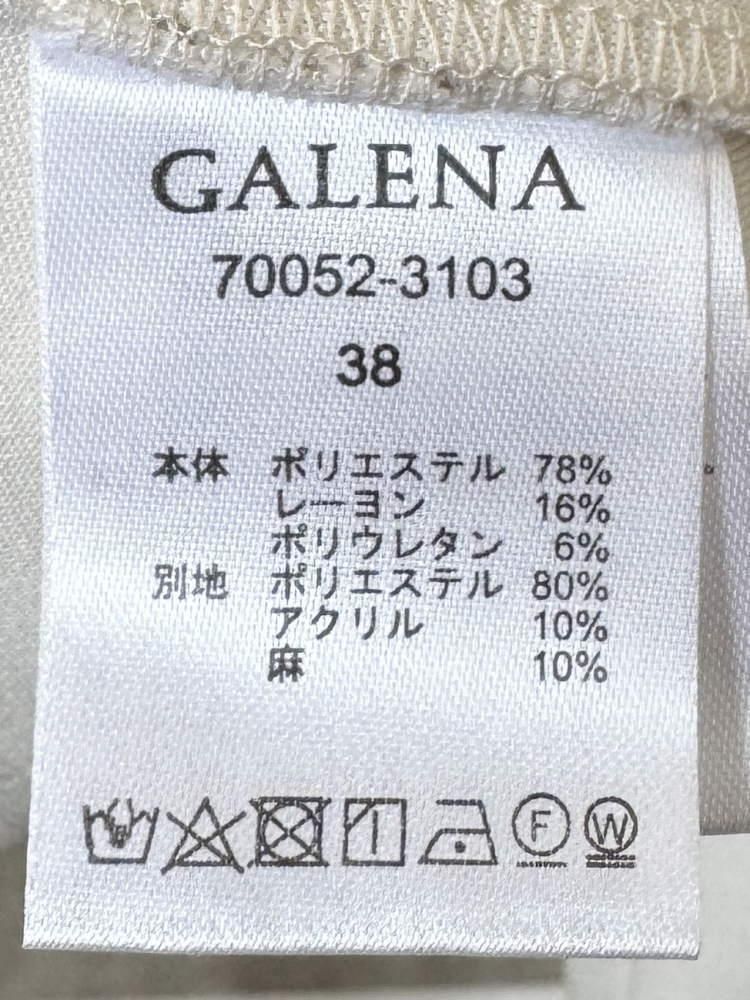 GALENA
70052-3103
38
本体 ポリエステル 78%
レーヨン 16%
ポリウレタン 6%
別地 ポリエステル 80%
アクリル 10%
麻 10%
F W